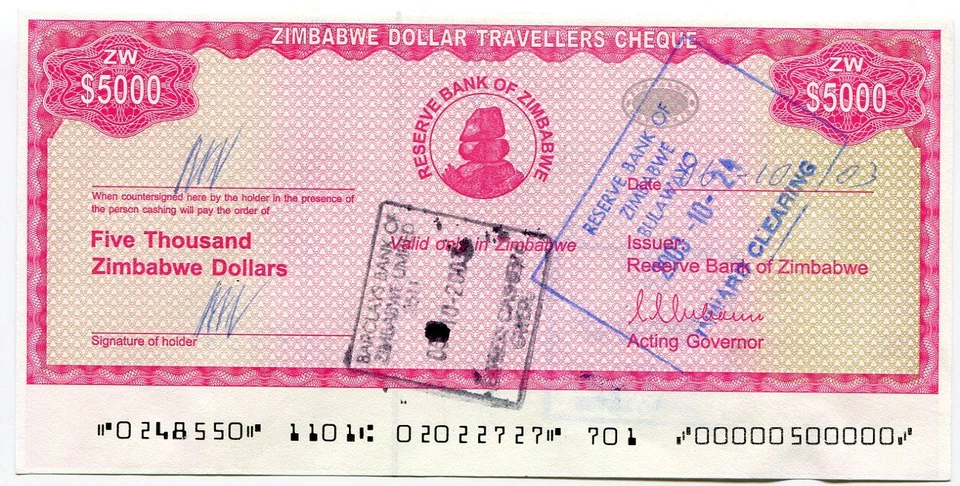 ZIMBABWE DOLLAR TRAVELLERS CHEQUE
ZW
$5000
ZW
$5000
RESERVE BANK OF ZIMBABWE
When countersigned here by the holder in the presence of
the person cashing will pay the order of
Five Thousand
Zimbabwe Dollars
Signature of holder
Valid only in Zimbabwe
Date
Issuer:
Reserve Bank of Zimbabwe
Acting Governor
BARCLAYS BANK OF
ZIMBABWE LIMITED
RESERVE BANK OF
ZIMBABWE
BULAWAYO
CLEARING
0248550 1101 02022727 701 00000500000